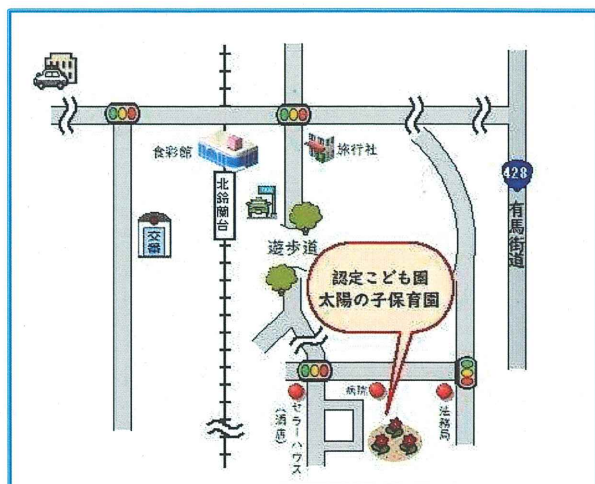 食彩館
旅行社
428
北鈴蘭台
TAXI
有馬街道
交番
遊歩道
認定こども園
太陽の子保育園
病院
セラーハウス
(酒店)
法務局